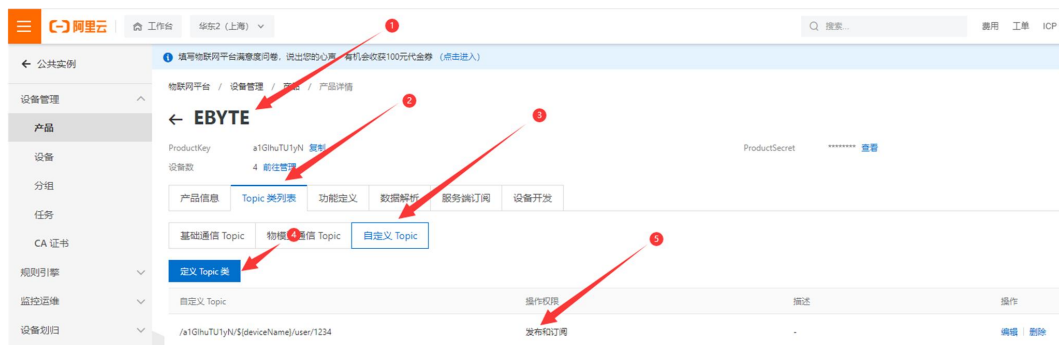 阿里云 工作台 华东2（上海） 搜索... 费用 工单 ICP
1
公共实例 填写物联网平台满意度问卷，说出您的心声，有机会收获100元代金券 （点击进入）
物联网平台 / 设备管理 / 产品 / 产品详情
设备管理
2
EBYTE
3
产品
ProductKey a1GlhuTU1yN 复制 ProductSecret ******** 查看
设备
设备数 4 前往管理
分组
产品信息 Topic 类列表 功能定义 数据解析 服务端订阅 设备开发
任务
CA 证书
基础通信 Topic 物模型通信 Topic 自定义 Topic
4
5
规则引擎
定义 Topic 类
监控运维
自定义 Topic 操作权限 描述 操作
设备划归
/a1GlhuTU1yN/${deviceName}/user/1234 发布和订阅 - 编辑 删除